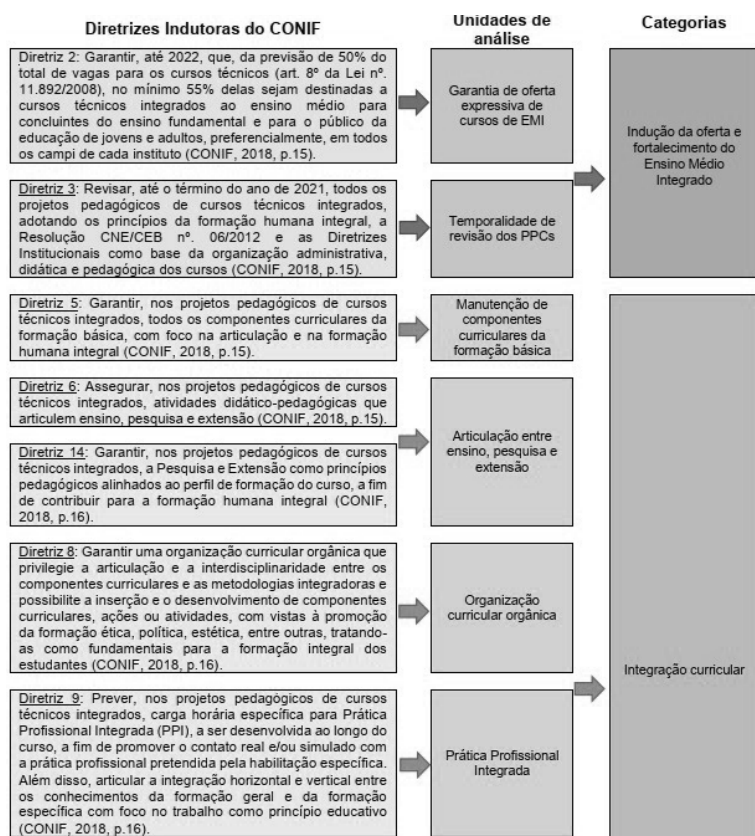 Diretrizes Indutoras do CONIF
Unidades de
análise
Categorias
Diretriz 2: Garantir, até 2022, que, da previsão de 50% do
total de vagas para os cursos técnicos (art. 8º da Lei nº.
11.892/2008), no mínimo 55% delas sejam destinadas a
cursos técnicos integrados ao ensino médio para
concluintes do ensino fundamental e para o público da
educação de jovens e adultos, preferencialmente, em todos
os campi de cada instituto (CONIF, 2018, p.15).
Garantia de oferta
expressiva de
cursos de EMI
Diretriz 3: Revisar, até o término do ano de 2021, todos os
projetos pedagógicos de cursos técnicos integrados,
adotando os princípios da formação humana integral, a
Resolução CNE/CEB nº. 06/2012 e as Diretrizes
Institucionais como base da organização administrativa,
didática e pedagógica dos cursos (CONIF, 2018, p.15).
Temporalidade de
revisão dos PPCs
Indução da oferta e
fortalecimento do
Ensino Médio
Integrado
Diretriz 5: Garantir, nos projetos pedagógicos de cursos
técnicos integrados, todos os componentes curriculares da
formação básica, com foco na articulação e na formação
humana integral (CONIF, 2018, p.15).
Manutenção de
componentes
curriculares da
formação básica
Diretriz 6: Assegurar, nos projetos pedagógicos de cursos
técnicos integrados, atividades didático-pedagógicas que
articulem ensino, pesquisa e extensão (CONIF, 2018, p.15).
Diretriz 14: Garantir, nos projetos pedagógicos de cursos
técnicos integrados, a Pesquisa e Extensão como princípios
pedagógicos alinhados ao perfil de formação do curso, a fim
de contribuir para a formação humana integral (CONIF,
2018, p.16).
Articulação entre
ensino, pesquisa e
extensão
Diretriz 8: Garantir uma organização curricular orgânica que
privilegie a articulação e a interdisciplinaridade entre os
componentes curriculares e as metodologias integradoras e
possibilite a inserção e o desenvolvimento de componentes
curriculares, ações ou atividades, com vistas à promoção
da formação ética, política, estética, entre outras, tratando-
as como fundamentais para a formação integral dos
estudantes (CONIF, 2018, p.16).
Organização
curricular orgânica
Diretriz 9: Prever, nos projetos pedagógicos de cursos
técnicos integrados, carga horária específica para Prática
Profissional Integrada (PPI), a ser desenvolvida ao longo do
curso, a fim de promover o contato real e/ou simulado com
a prática profissional pretendida pela habilitação específica.
Além disso, articular a integração horizontal e vertical entre
os conhecimentos da formação geral e da formação
específica com foco no trabalho como princípio educativo
(CONIF, 2018, p.16).
Prática Profissional
Integrada
Integração curricular